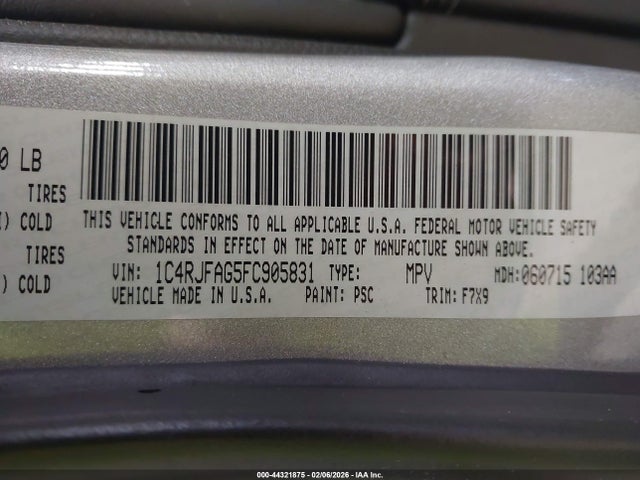 0 LB
TIRES
) COLD
TIRES
) COLD
THIS VEHICLE CONFORMS TO ALL APPLICABLE U.S.A. FEDERAL MOTOR VEHICLE SAFETY
STANDARDS IN EFFECT ON THE DATE OF MANUFACTURE SHOWN ABOVE.
VIN: 1C4RJFAG5FC905831 TYPE: MPV MDH:060715 103AA
VEHICLE MADE IN U.S.A. PAINT: PSC TRIM: F7X9
000-44321875 - 02/06/2026 - © IAA Inc.